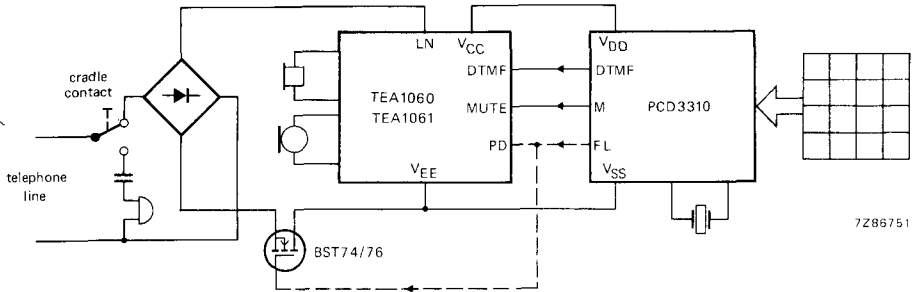 LN
VCC
VDD
DTMF
DTMF
cradle
contact
TEA1060
TEA1061
MUTE
M
PCD3310
PD
FL
telephone
line
VEE
VSS
7Z86751
BST74/76